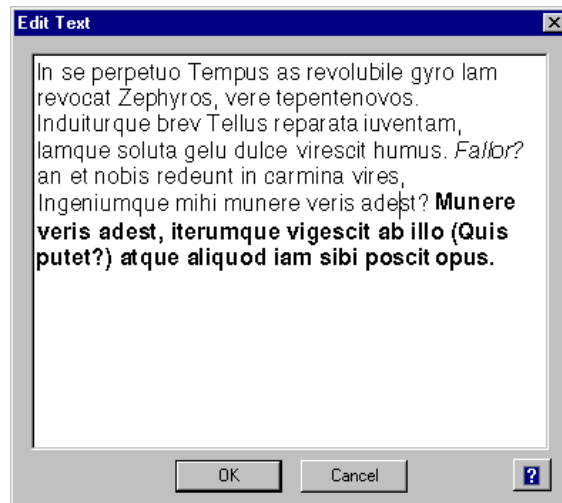 Edit Text
In se perpetuo Tempus as revolubile gyro Iam
revocat Zephyros, vere tepentenovos.
Induiturque brev Tellus reparata iuventam,
Iamque soluta gelu dulce virescit humus. Fallor?
an et nobis redeunt in carmina vires,
Ingeniumque mihi munere veris adest? Munere
veris adest, iterumque vigescit ab illo (Quis
putet?) atque aliquod iam sibi poscit opus.
OK
Cancel
?